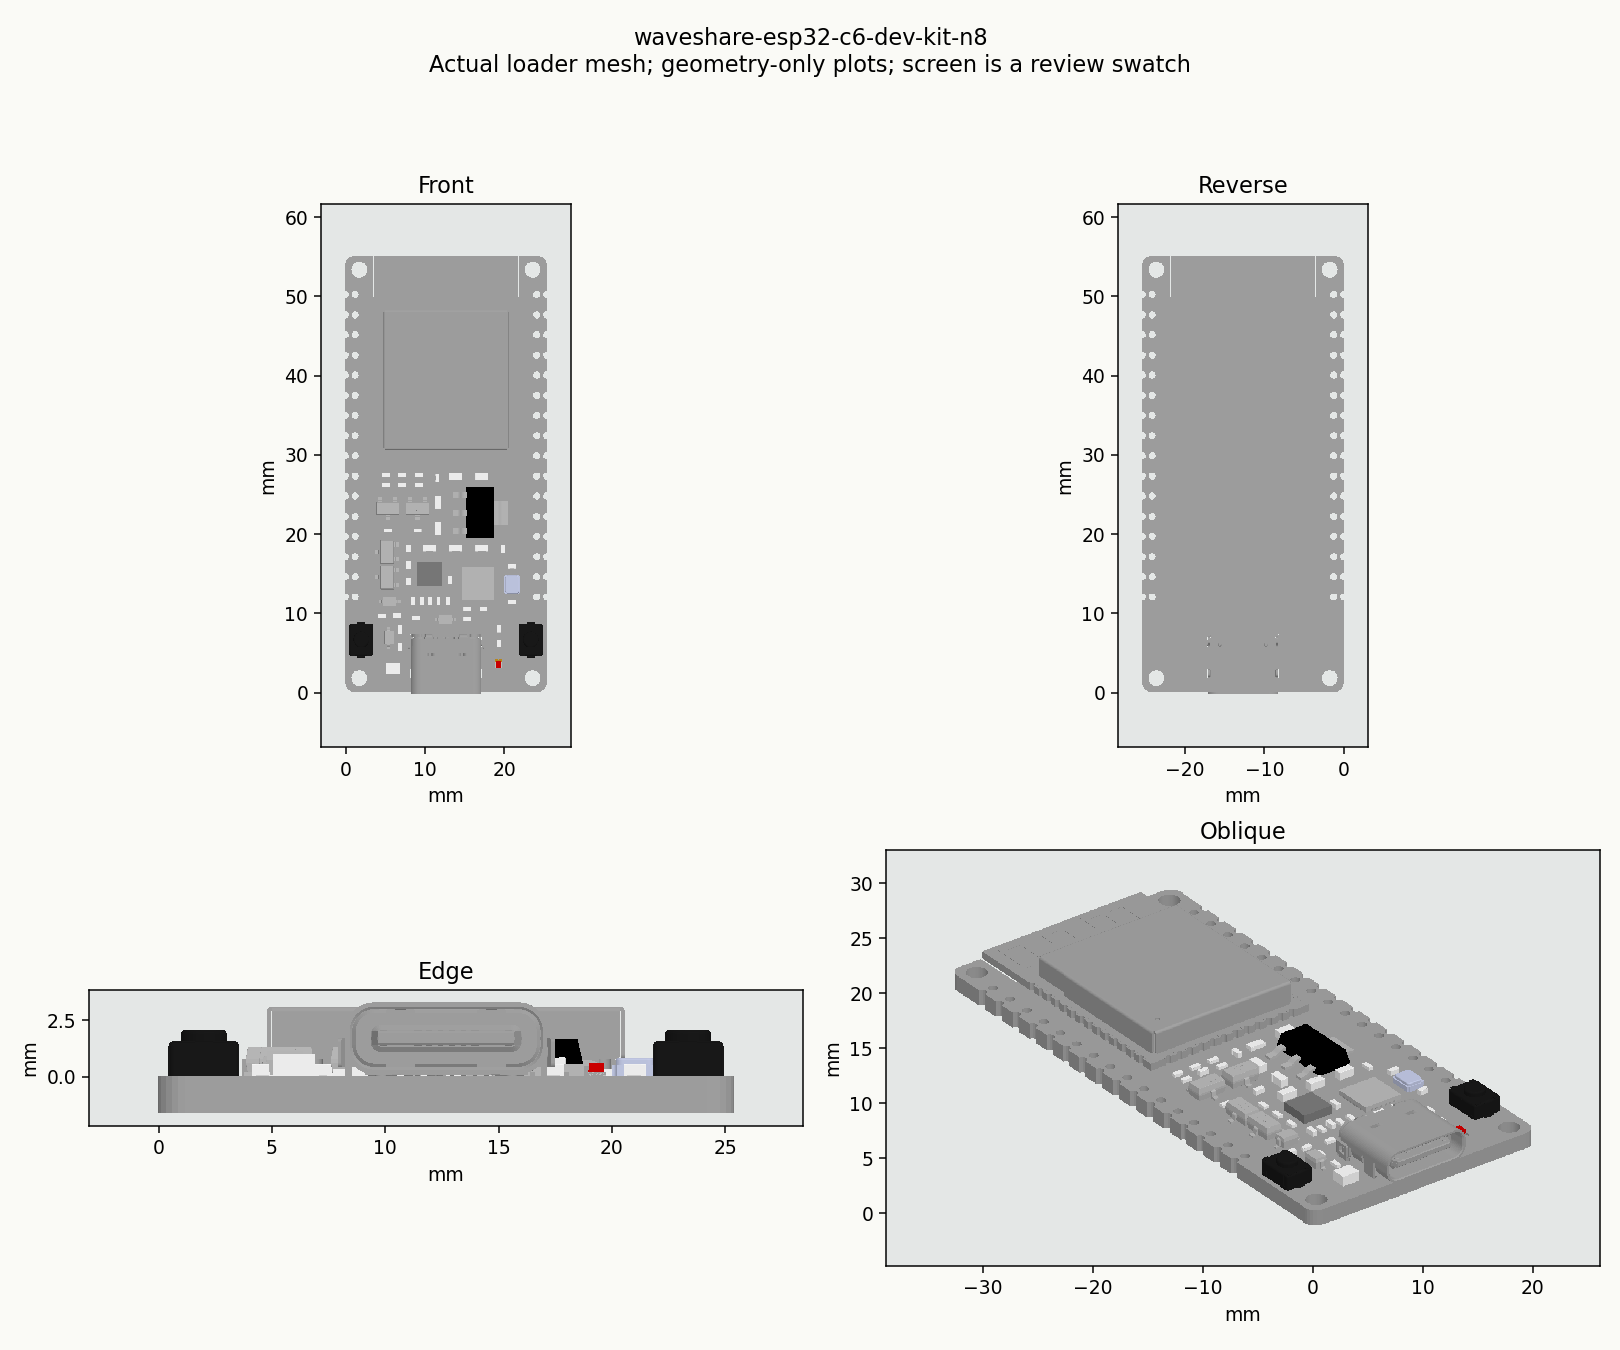 waveshare-esp32-c6-dev-kit-n8
Actual loader mesh; geometry-only plots; screen is a review swatch
Front
60
50
40
30
20
10
0
mm
0 10 20
mm
Reverse
60
50
40
30
20
10
0
mm
−20 −10 0
mm
Edge
2.5
0.0
mm
0 5 10 15 20 25
mm
Oblique
30
25
20
15
10
5
0
mm
−30 −20 −10 0 10 20
mm